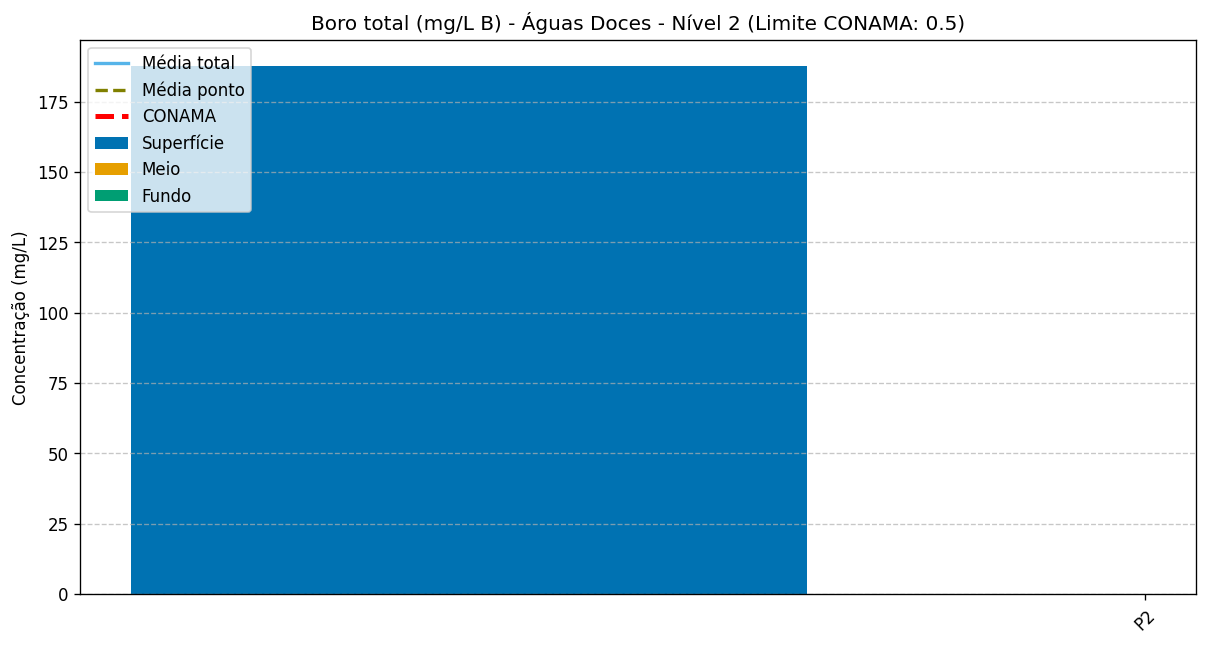 Boro total (mg/L B) - Águas Doces - Nível 2 (Limite CONAMA: 0.5)
Média total
Média ponto
CONAMA
Superfície
Meio
Fundo
Concentração (mg/L)
175
150
125
100
75
50
25
0
P2